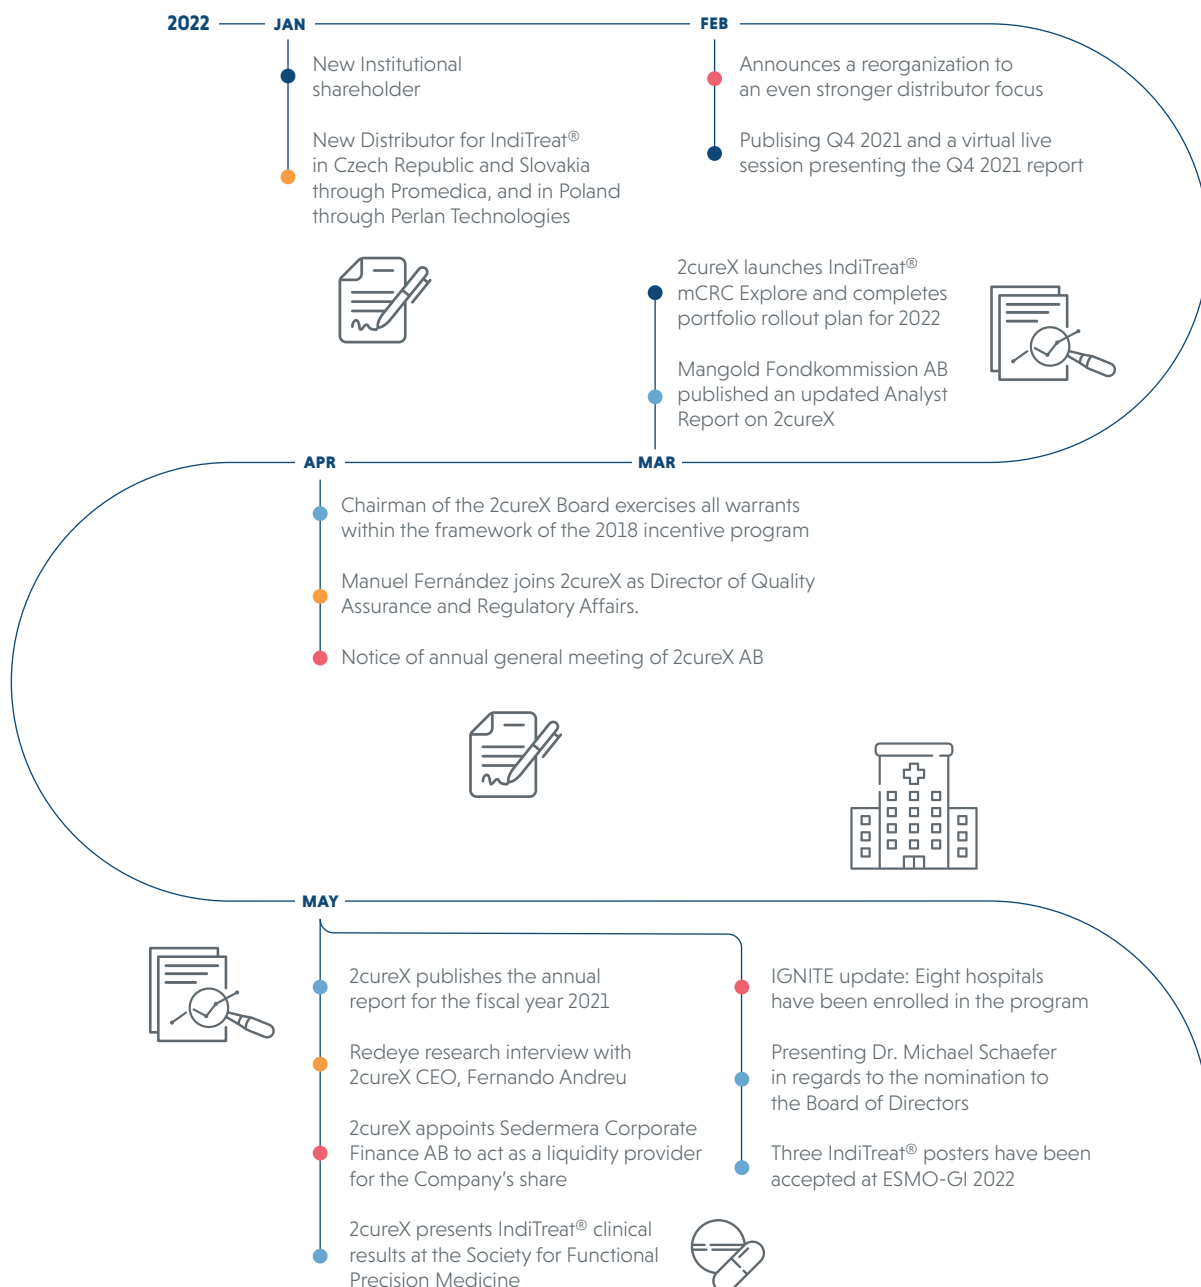 2022
JAN
New Institutional
shareholder
New Distributor for IndiTreat®
in Czech Republic and Slovakia
through Promedica, and in Poland
through Perlan Technologies
FEB
Announces a reorganization to
an even stronger distributor focus
Publising Q4 2021 and a virtual live
session presenting the Q4 2021 report
2cureX launches IndiTreat®
mCRC Explore and completes
portfolio rollout plan for 2022
Mangold Fondkommission AB
published an updated Analyst
Report on 2cureX
MAR
APR
Chairman of the 2cureX Board exercises all warrants
within the framework of the 2018 incentive program
Manuel Fernández joins 2cureX as Director of Quality
Assurance and Regulatory Affairs.
Notice of annual general meeting of 2cureX AB
MAY
2cureX publishes the annual
report for the fiscal year 2021
Redeye research interview with
2cureX CEO, Fernando Andreu
2cureX appoints Sedermera Corporate
Finance AB to act as a liquidity provider
for the Company's share
2cureX presents IndiTreat® clinical
results at the Society for Functional
Precision Medicine
IGNITE update: Eight hospitals
have been enrolled in the program
Presenting Dr. Michael Schaefer
in regards to the nomination to
the Board of Directors
Three IndiTreat® posters have been
accepted at ESMO-GI 2022